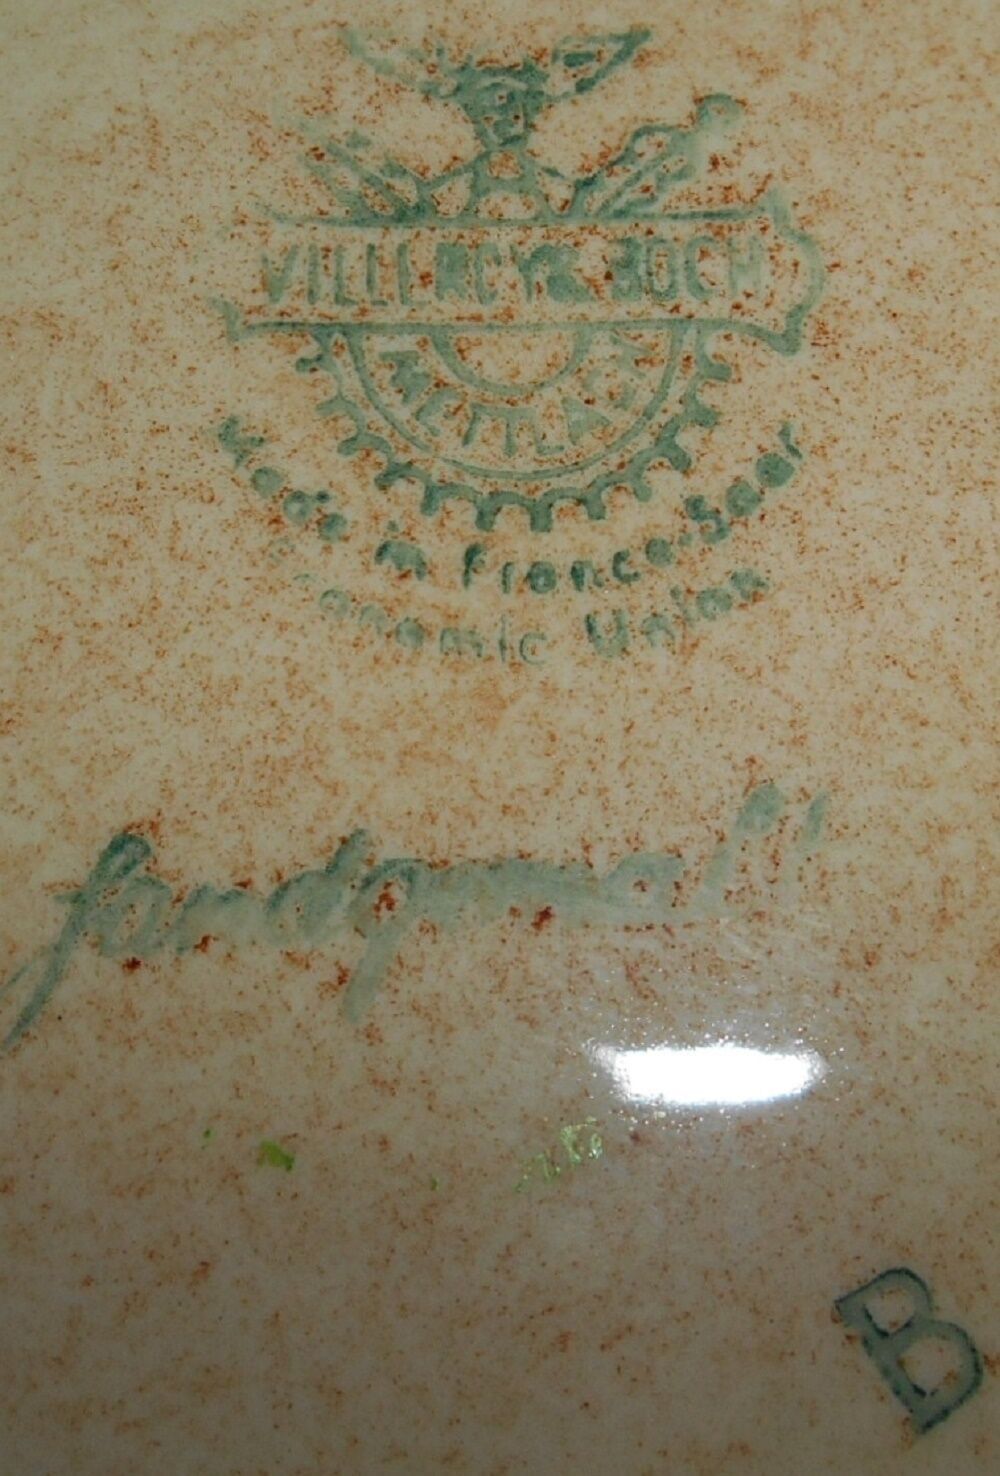 VILLEROY & BOCH
METTLACH
Made in France-Saar
Economic Union
B